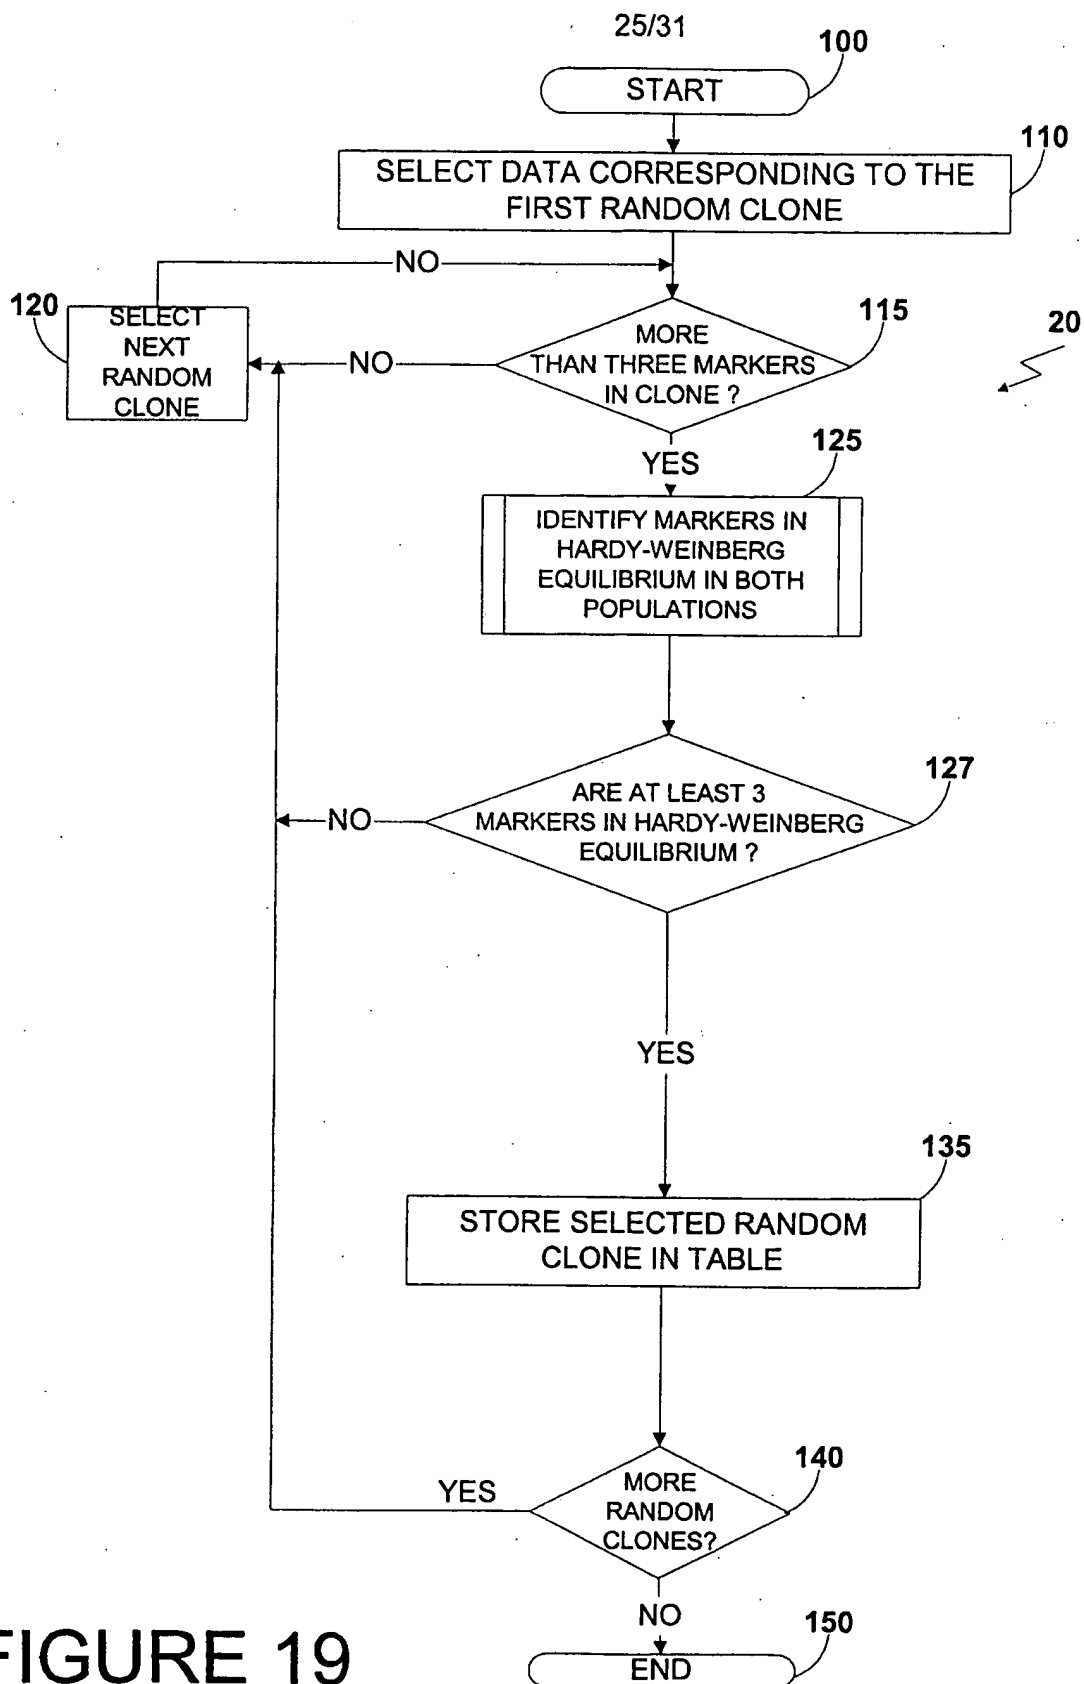 25/31
100
START
110
SELECT DATA CORRESPONDING TO THE
FIRST RANDOM CLONE
NO
120
SELECT
NEXT
RANDOM
CLONE
NO
MORE
THAN THREE MARKERS
IN CLONE ?
115
20
YES
125
IDENTIFY MARKERS IN
HARDY-WEINBERG
EQUILIBRIUM IN BOTH
POPULATIONS
127
ARE AT LEAST 3
MARKERS IN HARDY-WEINBERG
EQUILIBRIUM ?
NO
YES
135
STORE SELECTED RANDOM
CLONE IN TABLE
140
MORE
RANDOM
CLONES?
YES
NO
150
END
FIGURE 19